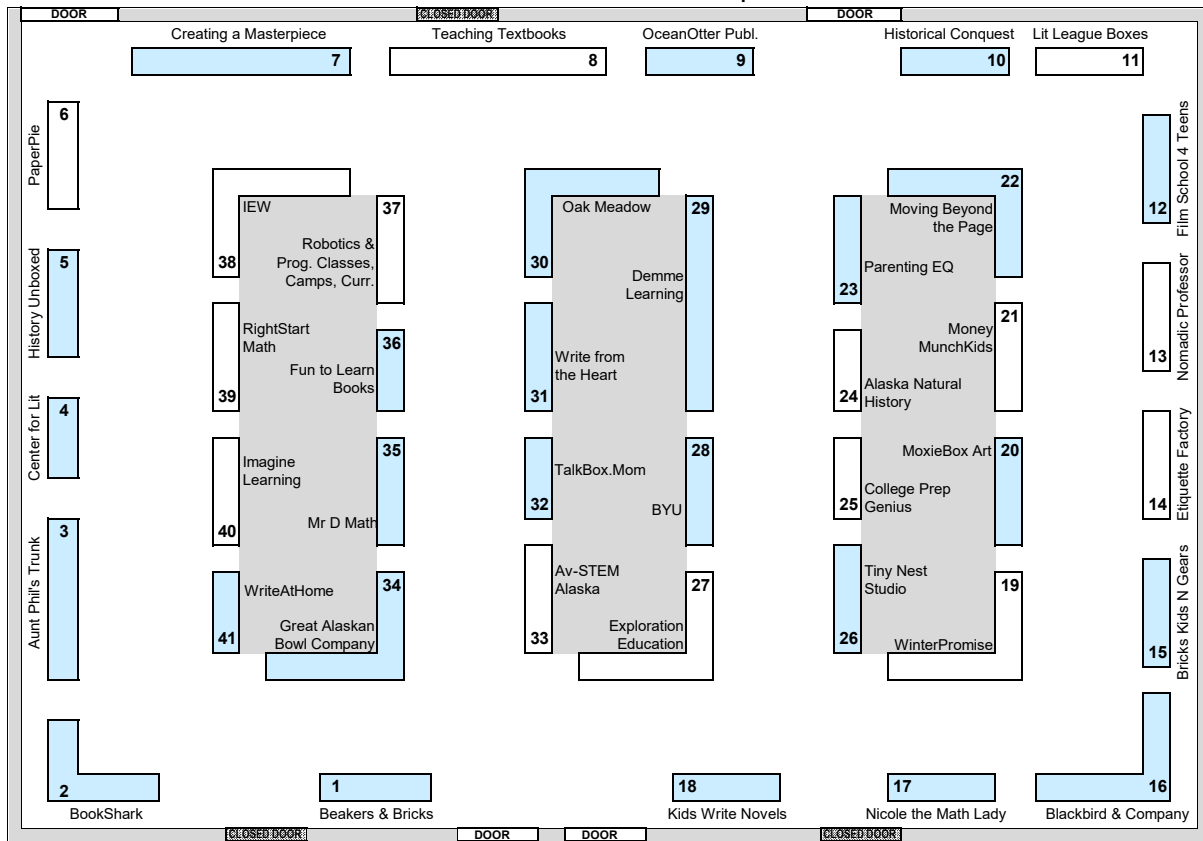 DOOR
CLOSED DOOR
DOOR
Creating a Masterpiece
7
Teaching Textbooks
8
OceanOtter Publ.
9
Historical Conquest
10
Lit League Boxes
11
PaperPie
6
History Unboxed
5
Center for Lit
4
Aunt Phil's Trunk
3
2
BookShark
IEW
38
37
Robotics &
Prog. Classes,
Camps, Curr.
RightStart
Math
39
36
Fun to Learn
Books
Imagine
Learning
40
35
Mr D Math
WriteAtHome
41
34
Great Alaskan
Bowl Company
Oak Meadow
30
29
Demme
Learning
Write from
the Heart
31
TalkBox.Mom
32
28
BYU
Av-STEM
Alaska
33
27
Exploration
Education
22
Moving Beyond
the Page
Parenting EQ
23
21
Money
MunchKids
24
Alaska Natural
History
MoxieBox Art
20
25
College Prep
Genius
Tiny Nest
Studio
26
19
WinterPromise
12
Film School 4 Teens
13
Nomadic Professor
14
Etiquette Factory
15
Bricks Kids N Gears
16
Blackbird & Company
1
Beakers & Bricks
18
Kids Write Novels
17
Nicole the Math Lady
CLOSED DOOR
DOOR
DOOR
CLOSED DOOR